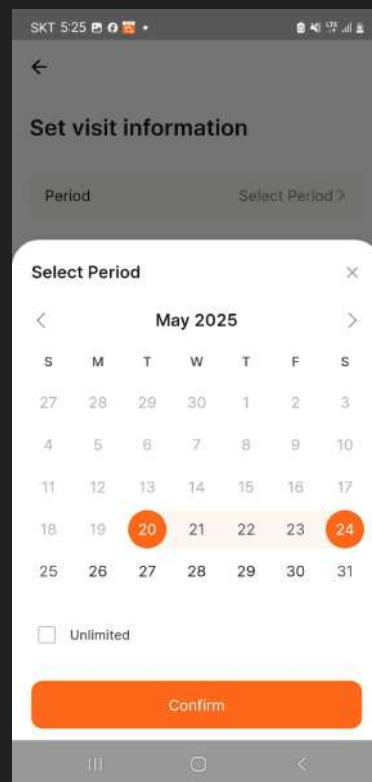 SKT 5:25
Set visit information
Period Select Period >
Select Period
May 2025
S M T W T F S
27 28 29 30 1 2 3
4 5 6 7 8 9 10
11 12 13 14 15 16 17
18 19 20 21 22 23 24
25 26 27 28 29 30 31
Unlimited
Confirm